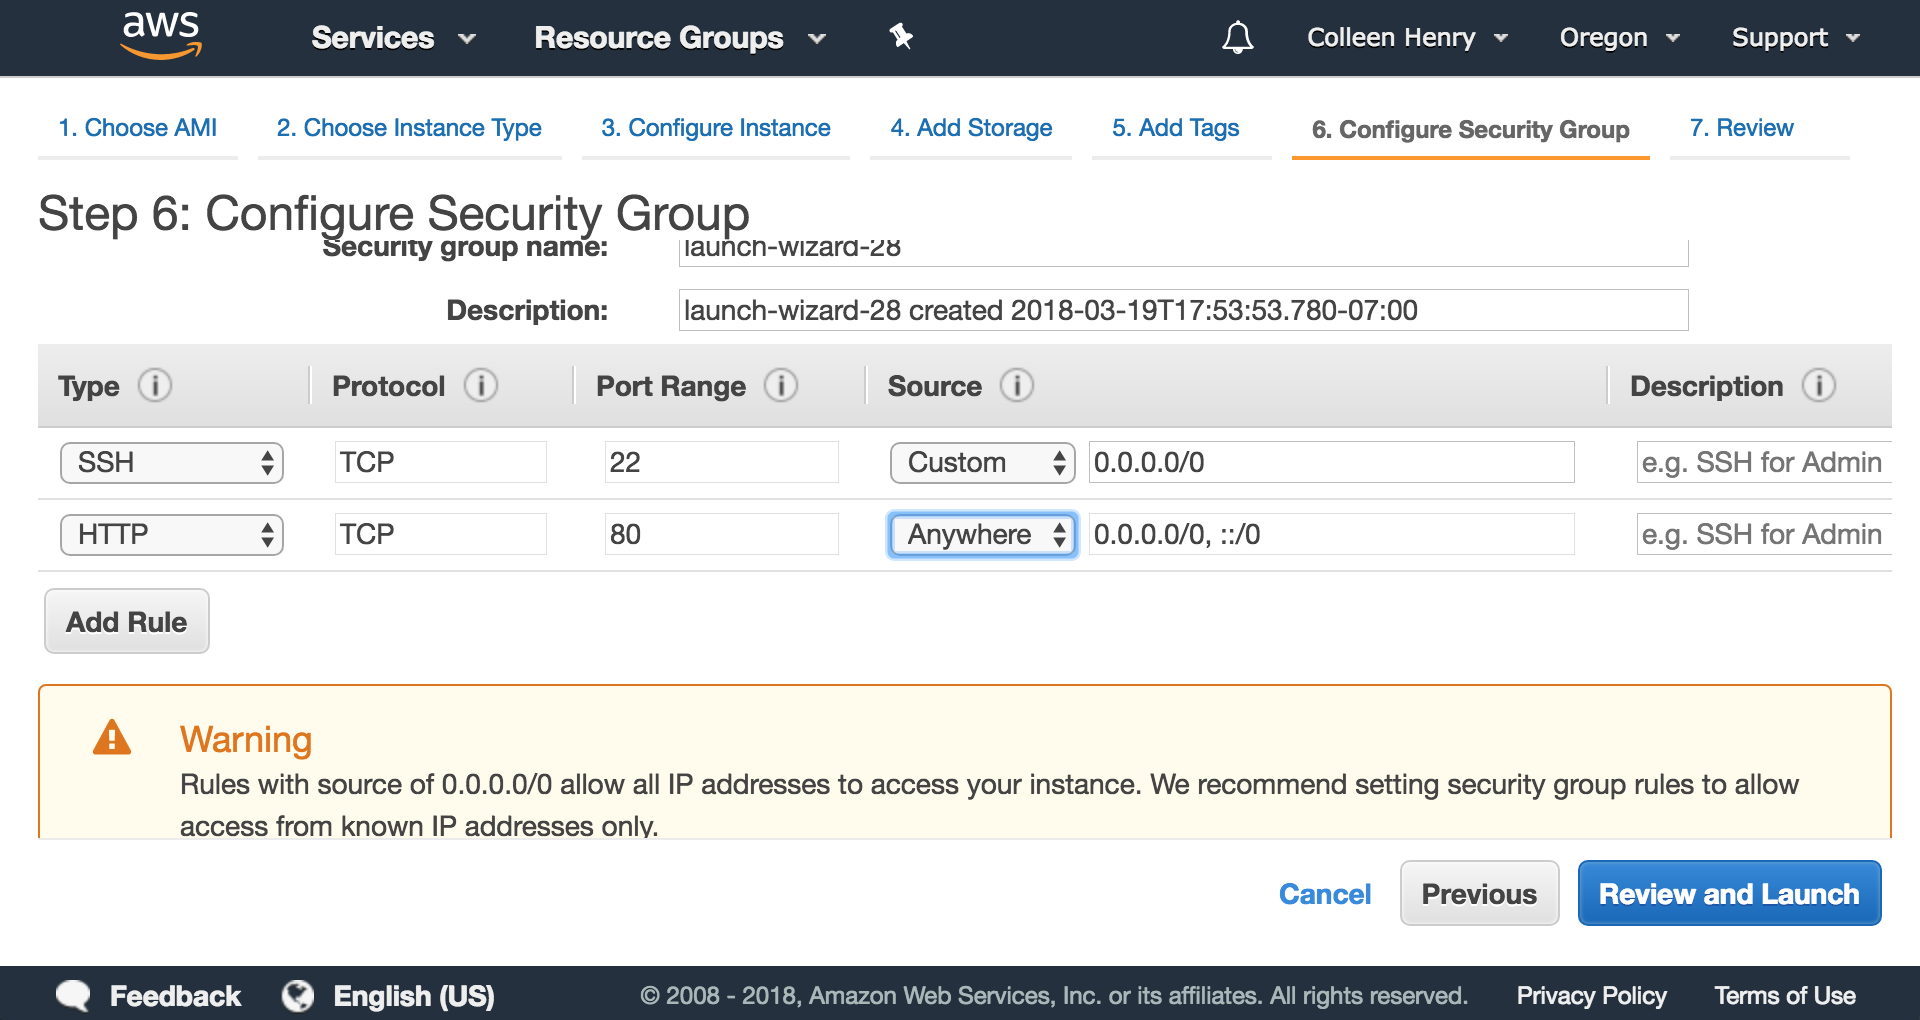 aws Services Resource Groups Colleen Henry Oregon Support
1. Choose AMI 2. Choose Instance Type 3. Configure Instance 4. Add Storage 5. Add Tags 6. Configure Security Group 7. Review
Step 6: Configure Security Group
Security group name: launch-wizard-28
Description: launch-wizard-28 created 2018-03-19T17:53:53.780-07:00
Type i Protocol i Port Range i Source i Description i
SSH TCP 22 Custom 0.0.0.0/0 e.g. SSH for Admin
HTTP TCP 80 Anywhere 0.0.0.0/0, ::/0 e.g. SSH for Admin
Add Rule
Warning
Rules with source of 0.0.0.0/0 allow all IP addresses to access your instance. We recommend setting security group rules to allow
access from known IP addresses only.
Cancel Previous Review and Launch
Feedback English (US) © 2008 - 2018, Amazon Web Services, Inc. or its affiliates. All rights reserved. Privacy Policy Terms of Use